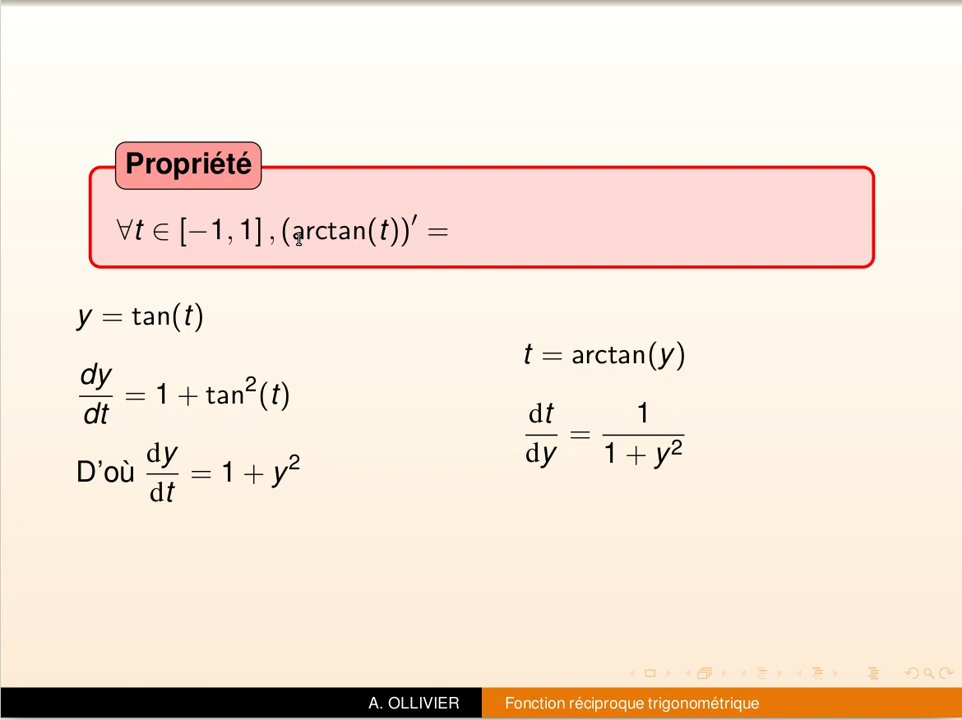 Propriété
∀t ∈ [−1, 1] , (arctan(t))′ =
y = tan(t)
dy/dt = 1 + tan²(t)
D'où dy/dt = 1 + y²
t = arctan(y)
dt/dy = 1/(1 + y²)
A. OLLIVIER
Fonction réciproque trigonométrique